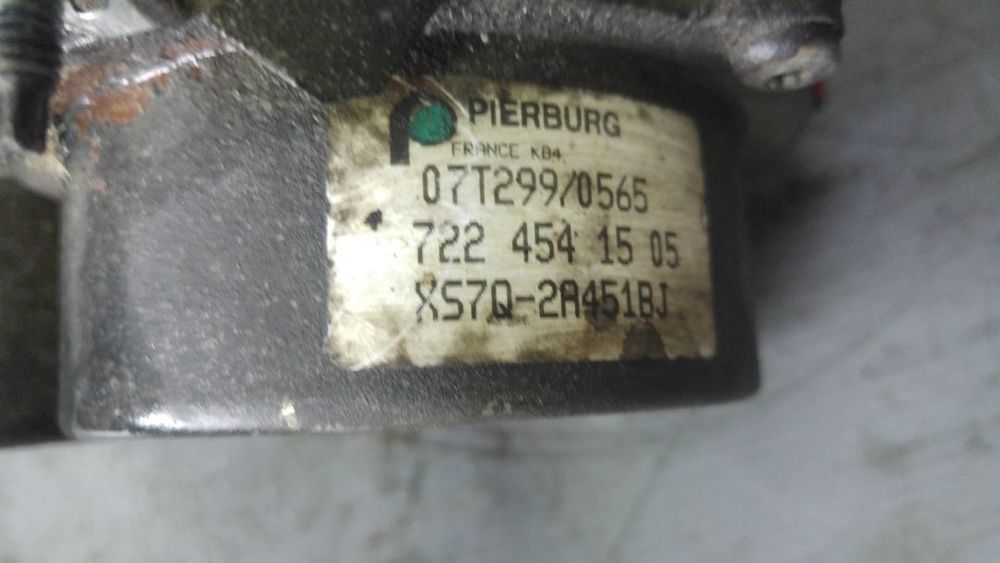 PIERBURG
FRANCE KB4
07T299/0565
722 454 15 05
XS7Q-2A451BJ